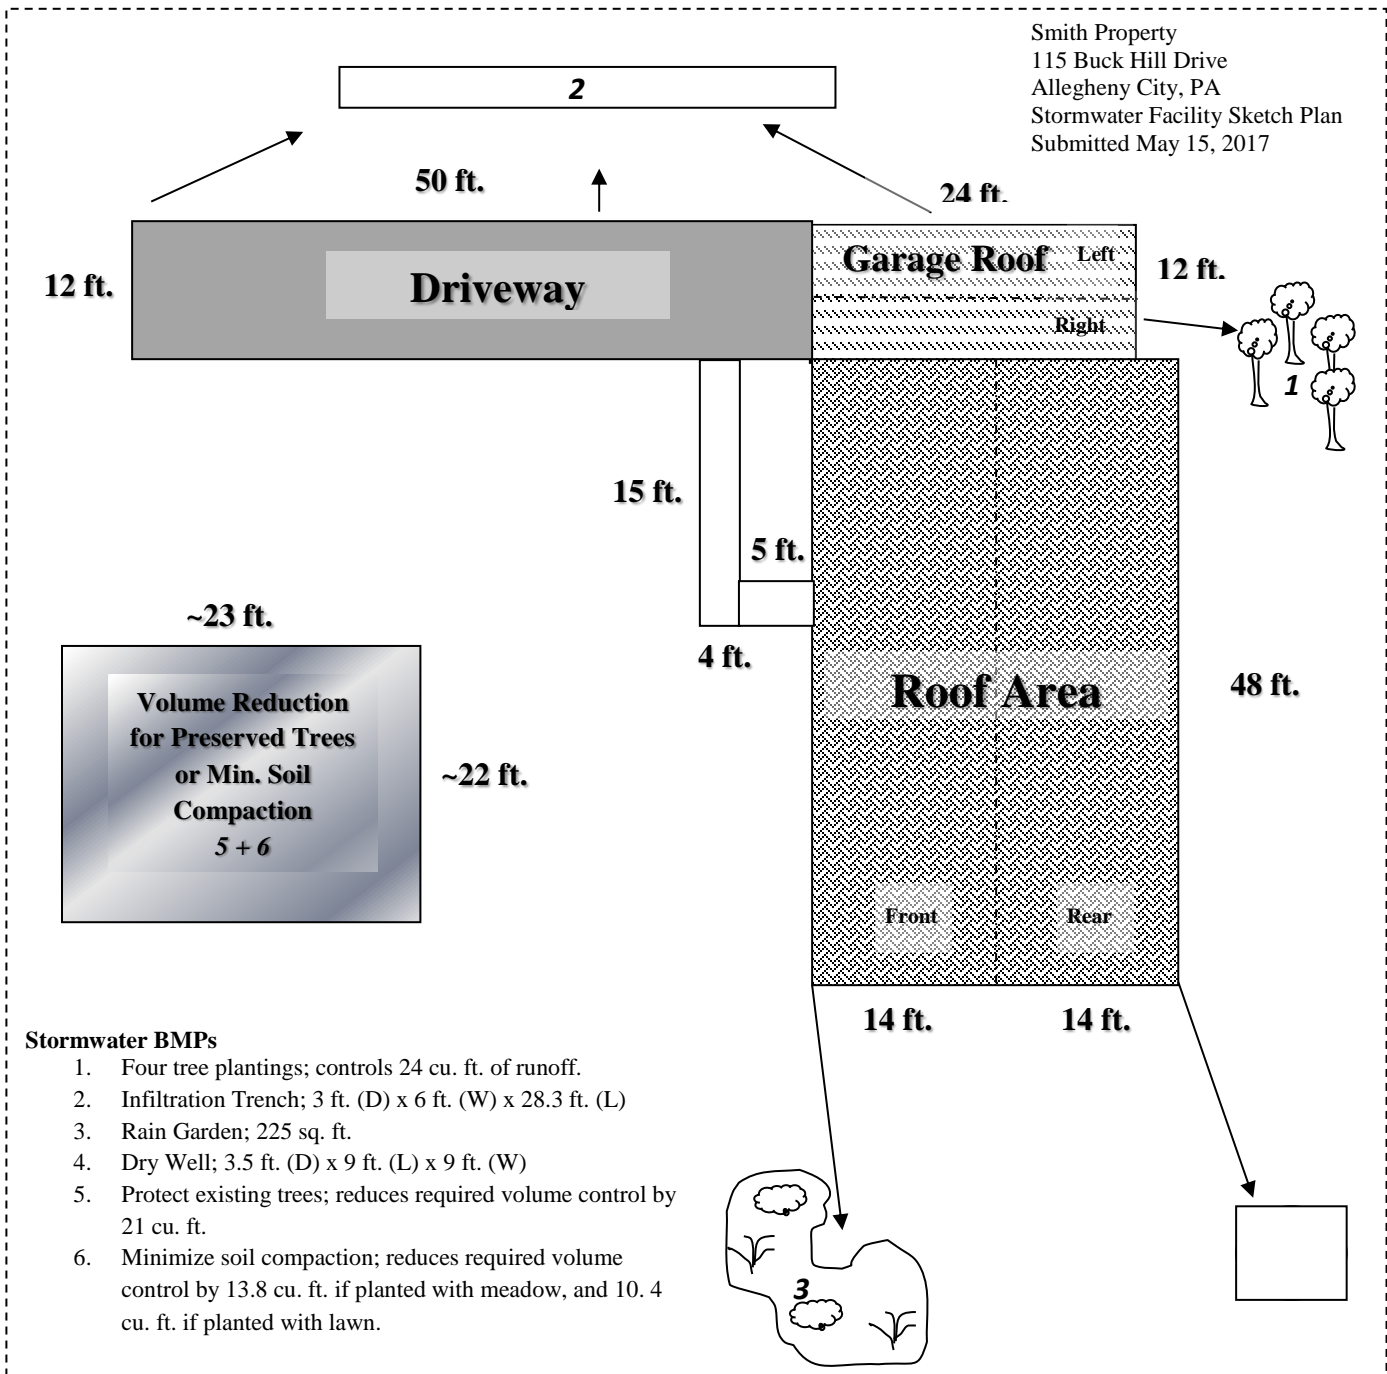 Smith Property
115 Buck Hill Drive
Allegheny City, PA
Stormwater Facility Sketch Plan
Submitted May 15, 2017
2
50 ft.
24 ft.
12 ft.
Driveway
Garage Roof
Left
Right
12 ft.
1
15 ft.
5 ft.
4 ft.
~23 ft.
Volume Reduction
for Preserved Trees
or Min. Soil
Compaction
5 + 6
~22 ft.
Roof Area
48 ft.
Front
Rear
14 ft.
14 ft.
Stormwater BMPs
1. Four tree plantings; controls 24 cu. ft. of runoff.
2. Infiltration Trench; 3 ft. (D) x 6 ft. (W) x 28.3 ft. (L)
3. Rain Garden; 225 sq. ft.
4. Dry Well; 3.5 ft. (D) x 9 ft. (L) x 9 ft. (W)
5. Protect existing trees; reduces required volume control by
21 cu. ft.
6. Minimize soil compaction; reduces required volume
control by 13.8 cu. ft. if planted with meadow, and 10. 4
cu. ft. if planted with lawn.
3